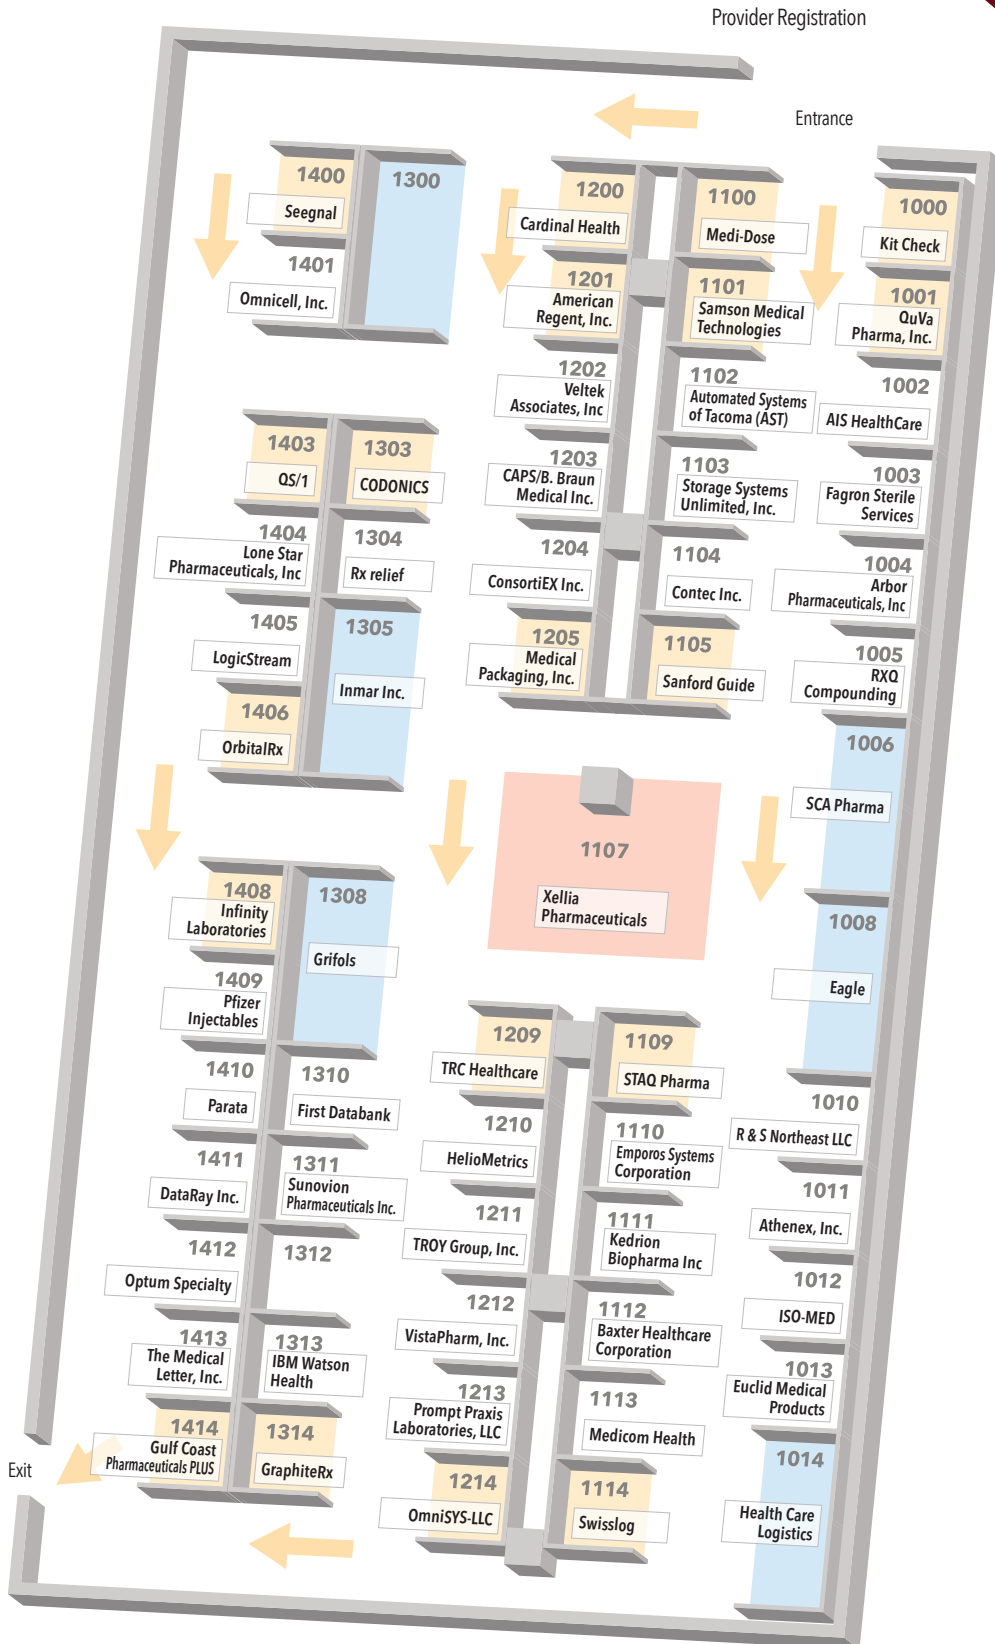 Provider Registration
Entrance
1400
Seegnal
1401
Omnicell, Inc.
1300
1200
Cardinal Health
1201
American
Regent, Inc.
1202
Veltek
Associates, Inc
1203
CAPS/B. Braun
Medical Inc.
1204
ConsortiEX Inc.
1205
Medical
Packaging, Inc.
1100
Medi-Dose
1101
Samson Medical
Technologies
1102
Automated Systems
of Tacoma (AST)
1103
Storage Systems
Unlimited, Inc.
1104
Contec Inc.
1105
Sanford Guide
1000
Kit Check
1001
QuVa
Pharma, Inc.
1002
AIS HealthCare
1003
Fagron Sterile
Services
1004
Arbor
Pharmaceuticals, Inc
1005
RXQ
Compounding
1006
SCA Pharma
1008
Eagle
1010
R & S Northeast LLC
1011
Athenex, Inc.
1012
ISO-MED
1013
Euclid Medical
Products
1014
Health Care
Logistics
1403
QS/1
1404
Lone Star
Pharmaceuticals, Inc
1405
LogicStream
1406
OrbitalRx
1303
CODONICS
1304
Rx relief
1305
Inmar Inc.
1107
Xellia
Pharmaceuticals
1408
Infinity
Laboratories
1409
Pfizer
Injectables
1410
Parata
1411
DataRay Inc.
1412
Optum Specialty
1413
The Medical
Letter, Inc.
1414
Gulf Coast
Pharmaceuticals PLUS
1308
Grifols
1310
First Databank
1311
Sunovion
Pharmaceuticals Inc.
1312
1313
IBM Watson
Health
1314
GraphiteRx
1209
TRC Healthcare
1210
HelioMetrics
1211
TROY Group, Inc.
1212
VistaPharm, Inc.
1213
Prompt Praxis
Laboratories, LLC
1214
OmniSYS-LLC
1109
STAQ Pharma
1110
Emporos Systems
Corporation
1111
Kedrion
Biopharma Inc
1112
Baxter Healthcare
Corporation
1113
Medicom Health
1114
Swisslog
Exit